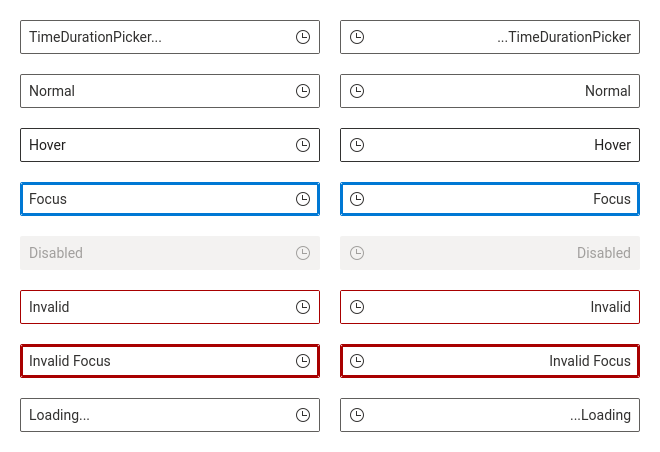 TimeDurationPicker...
...TimeDurationPicker
Normal
Normal
Hover
Hover
Focus
Focus
Disabled
Disabled
Invalid
Invalid
Invalid Focus
Invalid Focus
Loading...
...Loading